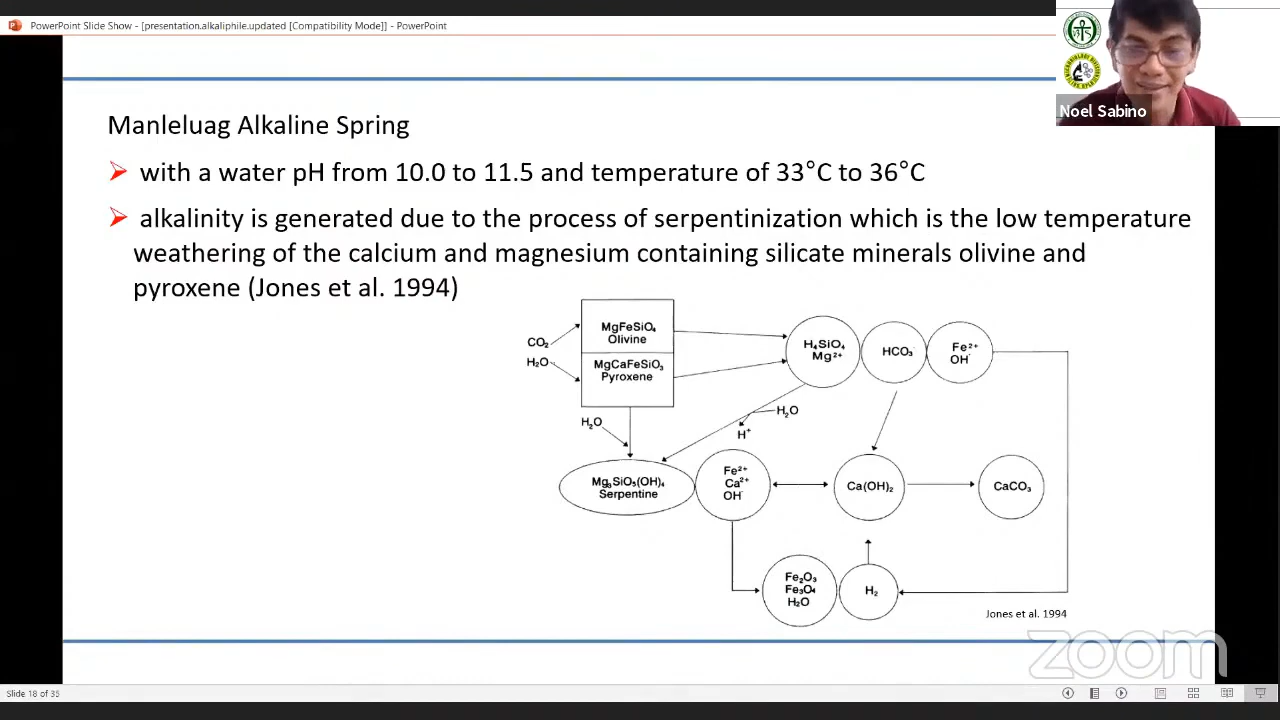 PowerPoint Slide Show - [presentation.alkaliphile.updated [Compatibility Mode]] - PowerPoint
Noel Sabino
Manleluag Alkaline Spring
➢ with a water pH from 10.0 to 11.5 and temperature of 33°C to 36°C
➢ alkalinity is generated due to the process of serpentinization which is the low temperature
weathering of the calcium and magnesium containing silicate minerals olivine and
pyroxene (Jones et al. 1994)
CO₂
H₂O
MgFeSiO₄
Olivine
MgCaFeSiO₃
Pyroxene
H₄SiO₄
Mg²⁺
HCO₃⁻
Fe²⁺
OH⁻
H₂O
H₂O
H⁺
Mg₃SiO₅(OH)₄
Serpentine
Fe²⁺
Ca²⁺
OH⁻
Ca(OH)₂
CaCO₃
Fe₂O₃
Fe₃O₄
H₂O
H₂
Jones et al. 1994
zoom
Slide 18 of 35